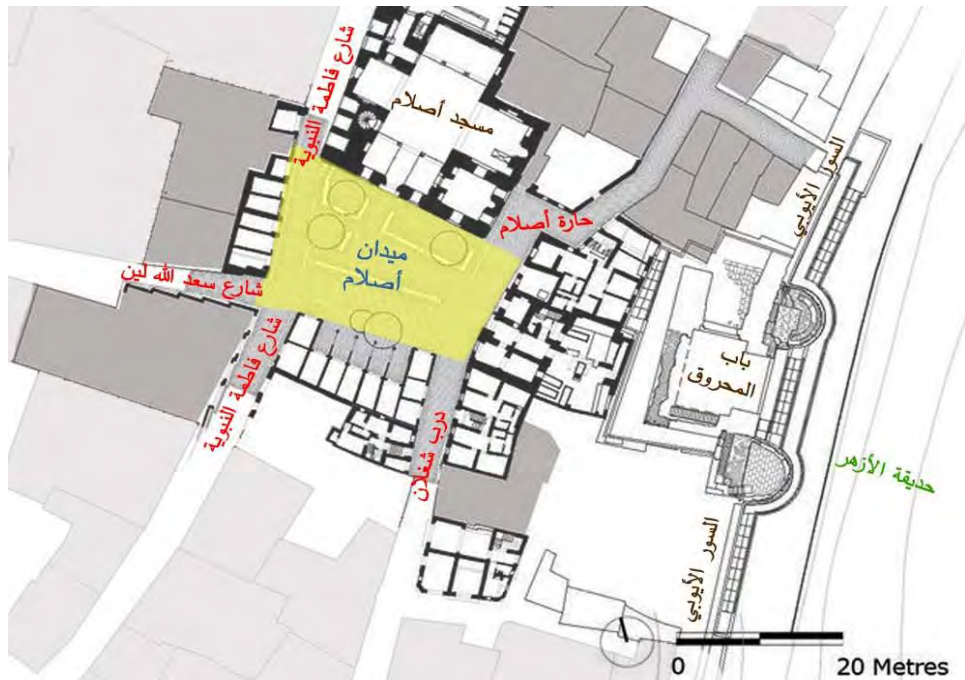 شارع فاطمة النبوية
مسجد أصلام
السور الأيوبي
حارة أصلام
ميدان
أصلام
شارع سعد الله لين
شارع فاطمة النبوية
درب شغلان
باب
المحروق
حديقة الأزهر
السور الأيوبي
0 20 Metres